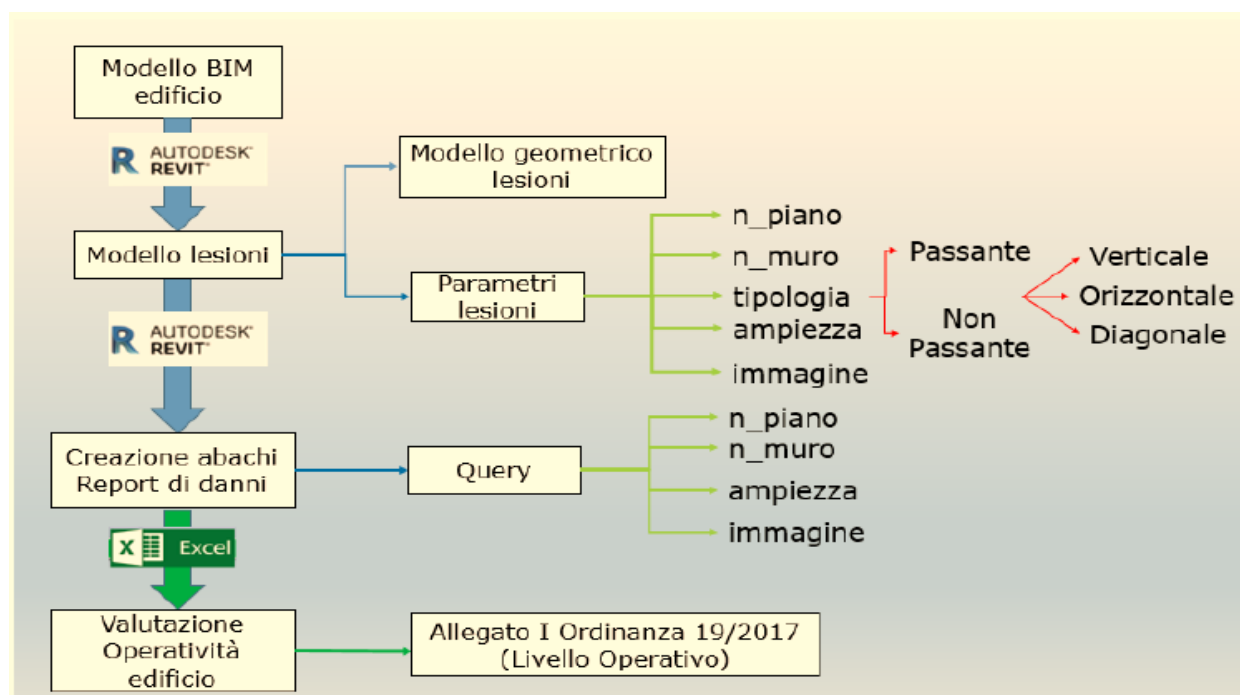 Modello BIM
edificio
R AUTODESK®
REVIT®
Modello geometrico
lesioni
Modello lesioni
Parametri
lesioni
n_piano
n_muro
tipologia
ampiezza
immagine
Passante
Non
Passante
Verticale
Orizzontale
Diagonale
R AUTODESK®
REVIT®
Creazione abachi
Report di danni
Query
n_piano
n_muro
ampiezza
immagine
X Excel
Valutazione
Operatività
edificio
Allegato I Ordinanza 19/2017
(Livello Operativo)